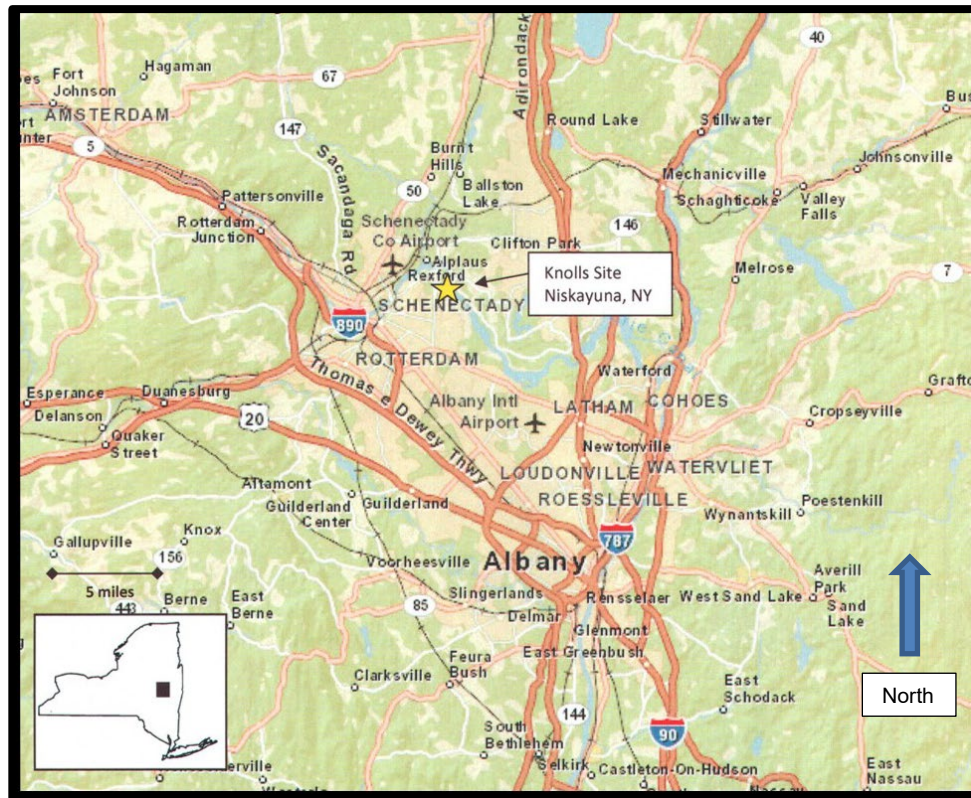 40
Fort
Johnson
Hagaman
67
Adirondack
AMSTERDAM
147
Sacandaga Rd
Round Lake
Stillwater
Bus
5
Burnt
Hills
50
Ballston
Lake
Mechanicville
Johnsonville
Pattersonville
Schaghticoke
Valley
Falls
Rotterdam
Junction
Schenectady
Co Airport
146
Clifton Park
Alplaus
Rexford
Melrose
7
Knolls Site
Niskayuna, NY
SCHENECTADY
890
ROTTERDAM
Thomas e Dewey Thwy
Waterford
Esperance
Duanesburg
Delanson
Quaker
Street
20
Albany Intl
Airport
LATHAM
COHOES
Grafto
Cropseyville
Newtonville
LOUDONVILLE
WATERVLIET
ROESSLEVILLE
Altamont
Guilderland
Center
Guilderland
Poestenkill
Wynantskill
787
Gallupville
Knox
156
Voorheesville
Albany
5 miles
443
Berne
East
Berne
85
Slingerlands
Delmar
Rensselaer
West Sand Lake
Averill
Park
Sand
Lake
Glenmont
East Greenbush
Clarksville
Feura
Bush
East
Schodack
North
144
90
South
Bethlehem
Selkirk
Castleton-On-Hudson
Nassau
East
Nassau